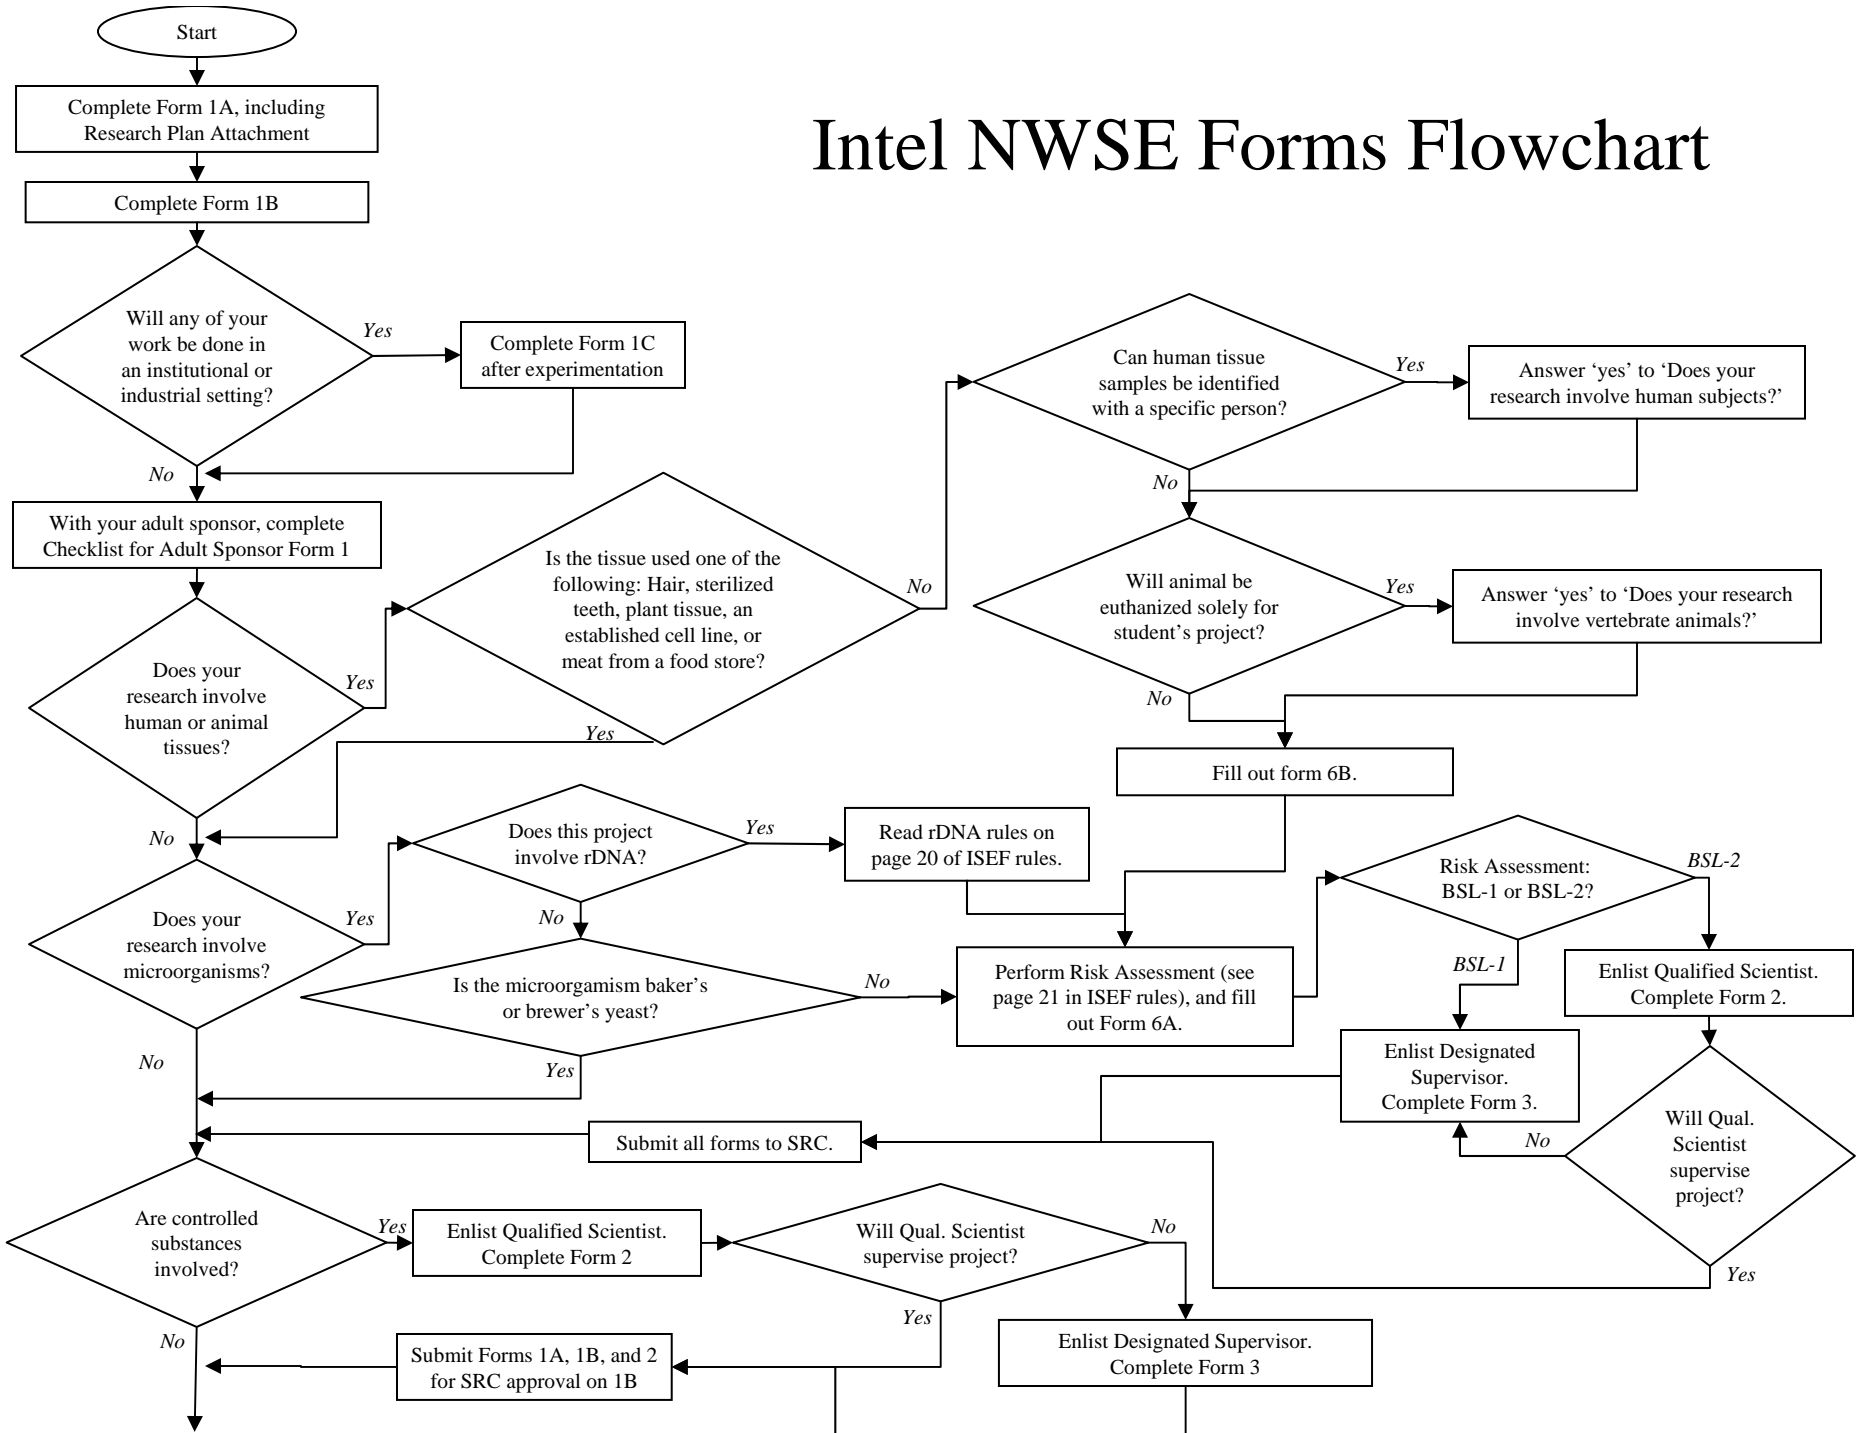 Start
Complete Form 1A, including
Research Plan Attachment
Intel NWSE Forms Flowchart
Complete Form 1B
Will any of your
work be done in
an institutional or
industrial setting?
Yes
Complete Form 1C
after experimentation
No
Can human tissue
samples be identified
with a specific person?
Yes
Answer ‘yes’ to ‘Does your
research involve human subjects?’
No
With your adult sponsor, complete
Checklist for Adult Sponsor Form 1
Is the tissue used one of the
following: Hair, sterilized
teeth, plant tissue, an
established cell line, or
meat from a food store?
No
Yes
Will animal be
euthanized solely for
student’s project?
Yes
Answer ‘yes’ to ‘Does your research
involve vertebrate animals?’
No
Does your
research involve
human or animal
tissues?
Yes
No
Fill out form 6B.
Does this project
involve rDNA?
Yes
Read rDNA rules on
page 20 of ISEF rules.
No
Risk Assessment:
BSL-1 or BSL-2?
BSL-2
BSL-1
Does your
research involve
microorganisms?
Yes
No
Is the microorgamism baker’s
or brewer’s yeast?
No
Yes
Perform Risk Assessment (see
page 21 in ISEF rules), and fill
out Form 6A.
Enlist Qualified Scientist.
Complete Form 2.
Enlist Designated
Supervisor.
Complete Form 3.
Will Qual.
Scientist
supervise
project?
No
Yes
Submit all forms to SRC.
Are controlled
substances
involved?
Yes
No
Enlist Qualified Scientist.
Complete Form 2
Will Qual. Scientist
supervise project?
No
Yes
Submit Forms 1A, 1B, and 2
for SRC approval on 1B
Enlist Designated Supervisor.
Complete Form 3